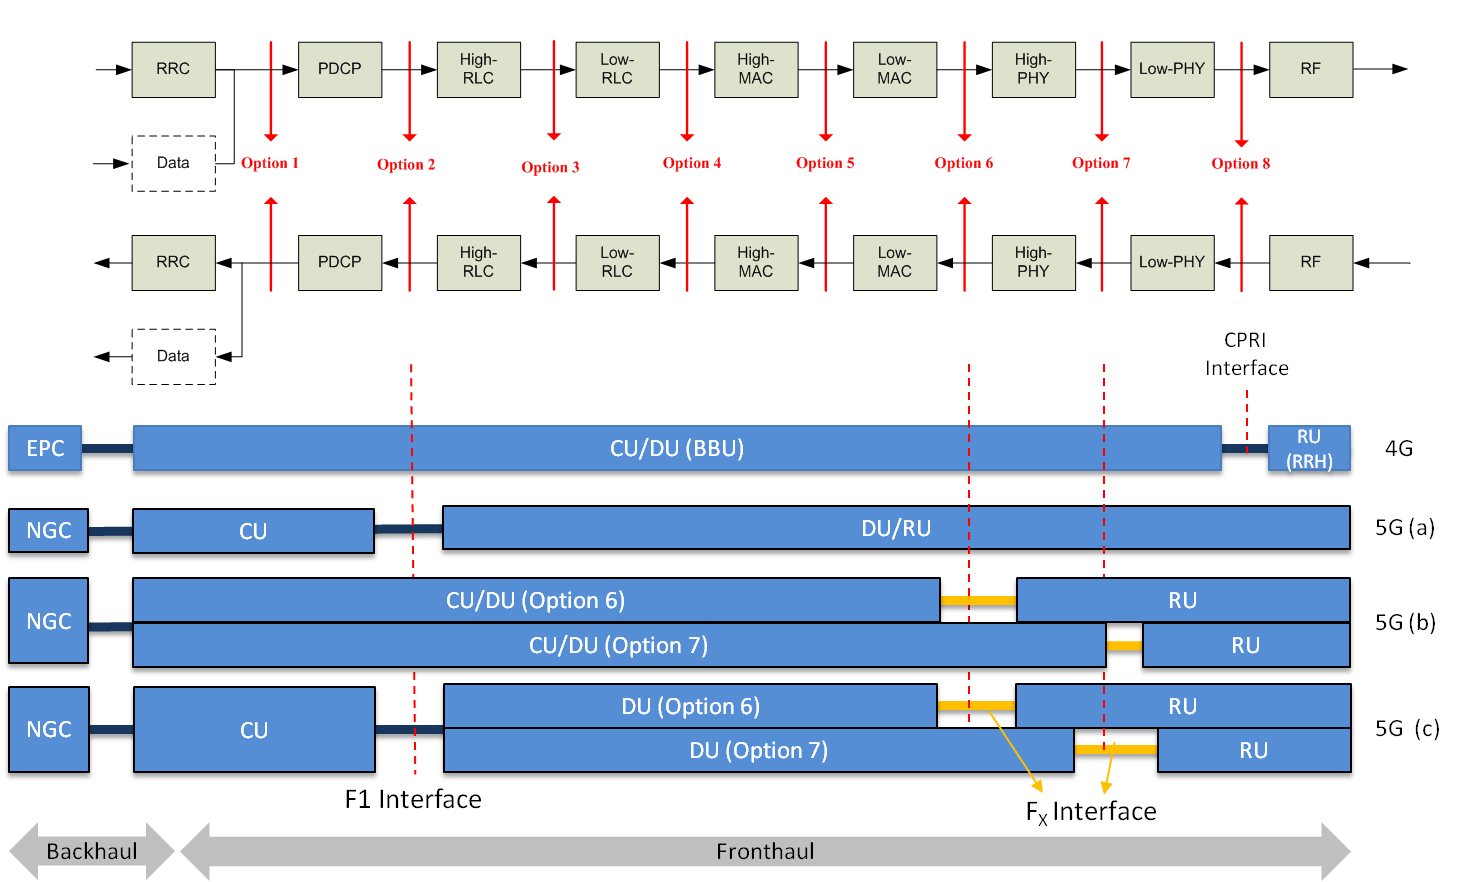 RRC
PDCP
High-
RLC
Low-
RLC
High-
MAC
Low-
MAC
High-
PHY
Low-PHY
RF
Data
Option 1
Option 2
Option 3
Option 4
Option 5
Option 6
Option 7
Option 8
RRC
PDCP
High-
RLC
Low-
RLC
High-
MAC
Low-
MAC
High-
PHY
Low-PHY
RF
Data
CPRI
Interface
EPC
CU/DU (BBU)
RU
(RRH)
4G
NGC
CU
DU/RU
5G (a)
NGC
CU/DU (Option 6)
RU
CU/DU (Option 7)
RU
5G (b)
NGC
CU
DU (Option 6)
RU
DU (Option 7)
RU
5G (c)
F1 Interface
FX Interface
Backhaul
Fronthaul